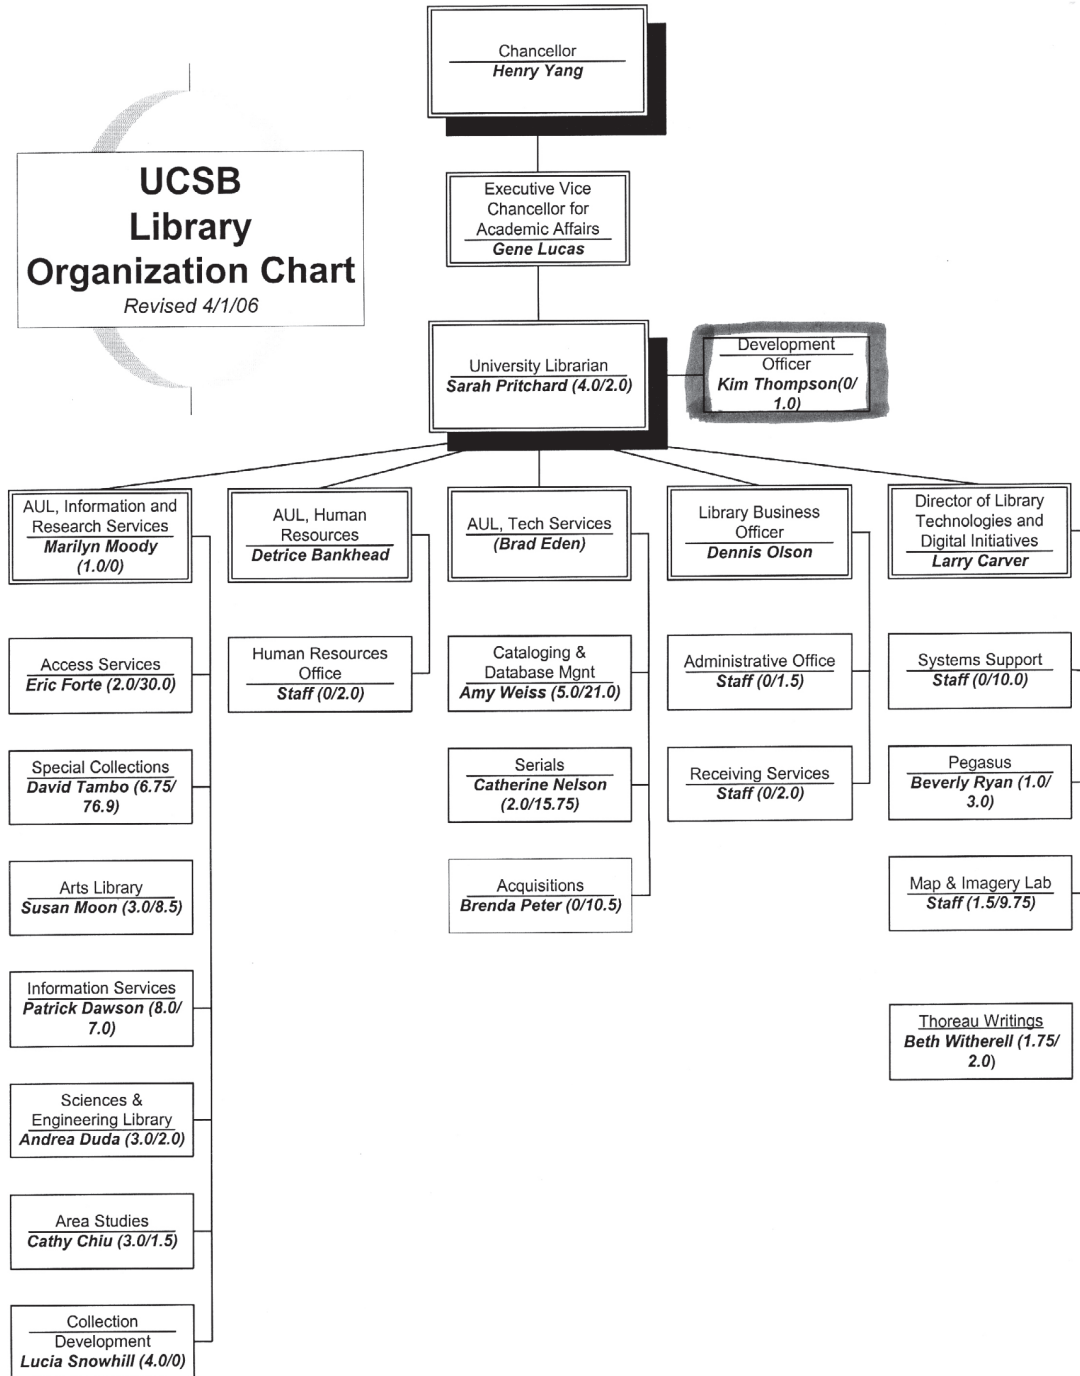 Chancellor
Henry Yang
UCSB
Library
Organization Chart
Revised 4/1/06
Executive Vice
Chancellor for
Academic Affairs
Gene Lucas
University Librarian
Sarah Pritchard (4.0/2.0)
Development
Officer
Kim Thompson(0/
1.0)
AUL, Information and
Research Services
Marilyn Moody
(1.0/0)
AUL, Human
Resources
Detrice Bankhead
AUL, Tech Services
(Brad Eden)
Library Business
Officer
Dennis Olson
Director of Library
Technologies and
Digital Initiatives
Larry Carver
Access Services
Eric Forte (2.0/30.0)
Human Resources
Office
Staff (0/2.0)
Cataloging &
Database Mgnt
Amy Weiss (5.0/21.0)
Administrative Office
Staff (0/1.5)
Systems Support
Staff (0/10.0)
Special Collections
David Tambo (6.75/
76.9)
Serials
Catherine Nelson
(2.0/15.75)
Receiving Services
Staff (0/2.0)
Pegasus
Beverly Ryan (1.0/
3.0)
Arts Library
Susan Moon (3.0/8.5)
Acquisitions
Brenda Peter (0/10.5)
Map & Imagery Lab
Staff (1.5/9.75)
Information Services
Patrick Dawson (8.0/
7.0)
Thoreau Writings
Beth Witherell (1.75/
2.0)
Sciences &
Engineering Library
Andrea Duda (3.0/2.0)
Area Studies
Cathy Chiu (3.0/1.5)
Collection
Development
Lucia Snowhill (4.0/0)